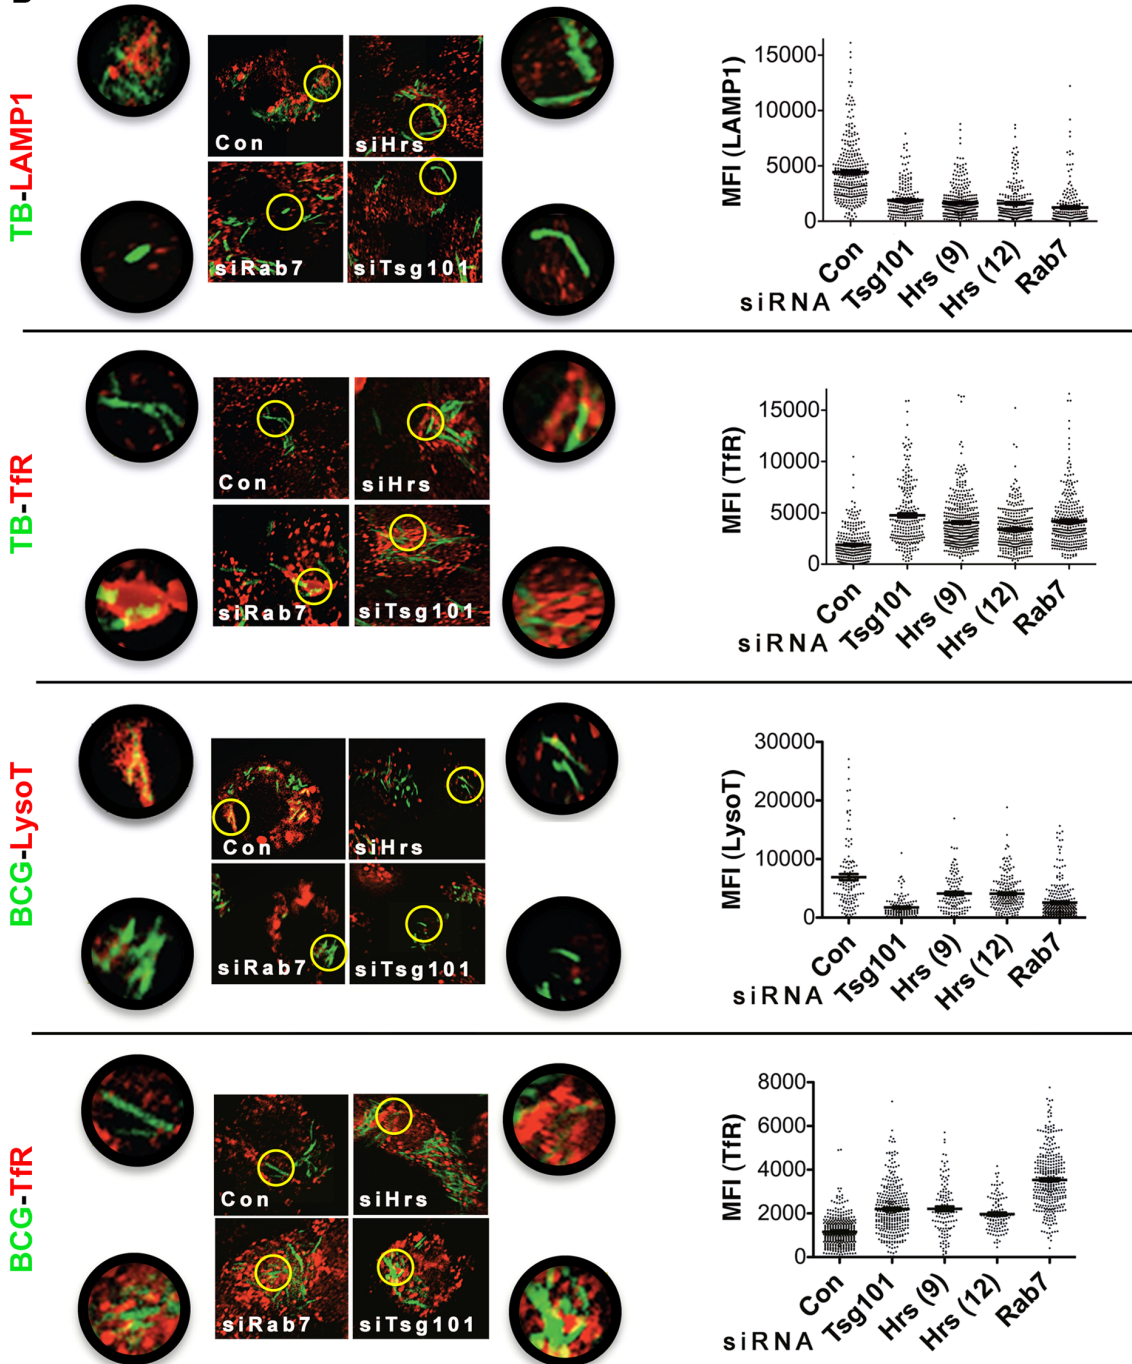 TB-LAMP1
Con
siHrs
siRab7
siTsg101
MFI (LAMP1)
15000
10000
5000
0
siRNA
Con
Tsg101
Hrs (9)
Hrs (12)
Rab7
TB-TfR
Con
siHrs
siRab7
siTsg101
MFI (TfR)
15000
10000
5000
0
siRNA
Con
Tsg101
Hrs (9)
Hrs (12)
Rab7
BCG-LysoT
Con
siHrs
siRab7
siTsg101
MFI (LysoT)
30000
20000
10000
0
siRNA
Con
Tsg101
Hrs (9)
Hrs (12)
Rab7
BCG-TfR
Con
siHrs
siRab7
siTsg101
MFI (TfR)
8000
6000
4000
2000
0
siRNA
Con
Tsg101
Hrs (9)
Hrs (12)
Rab7